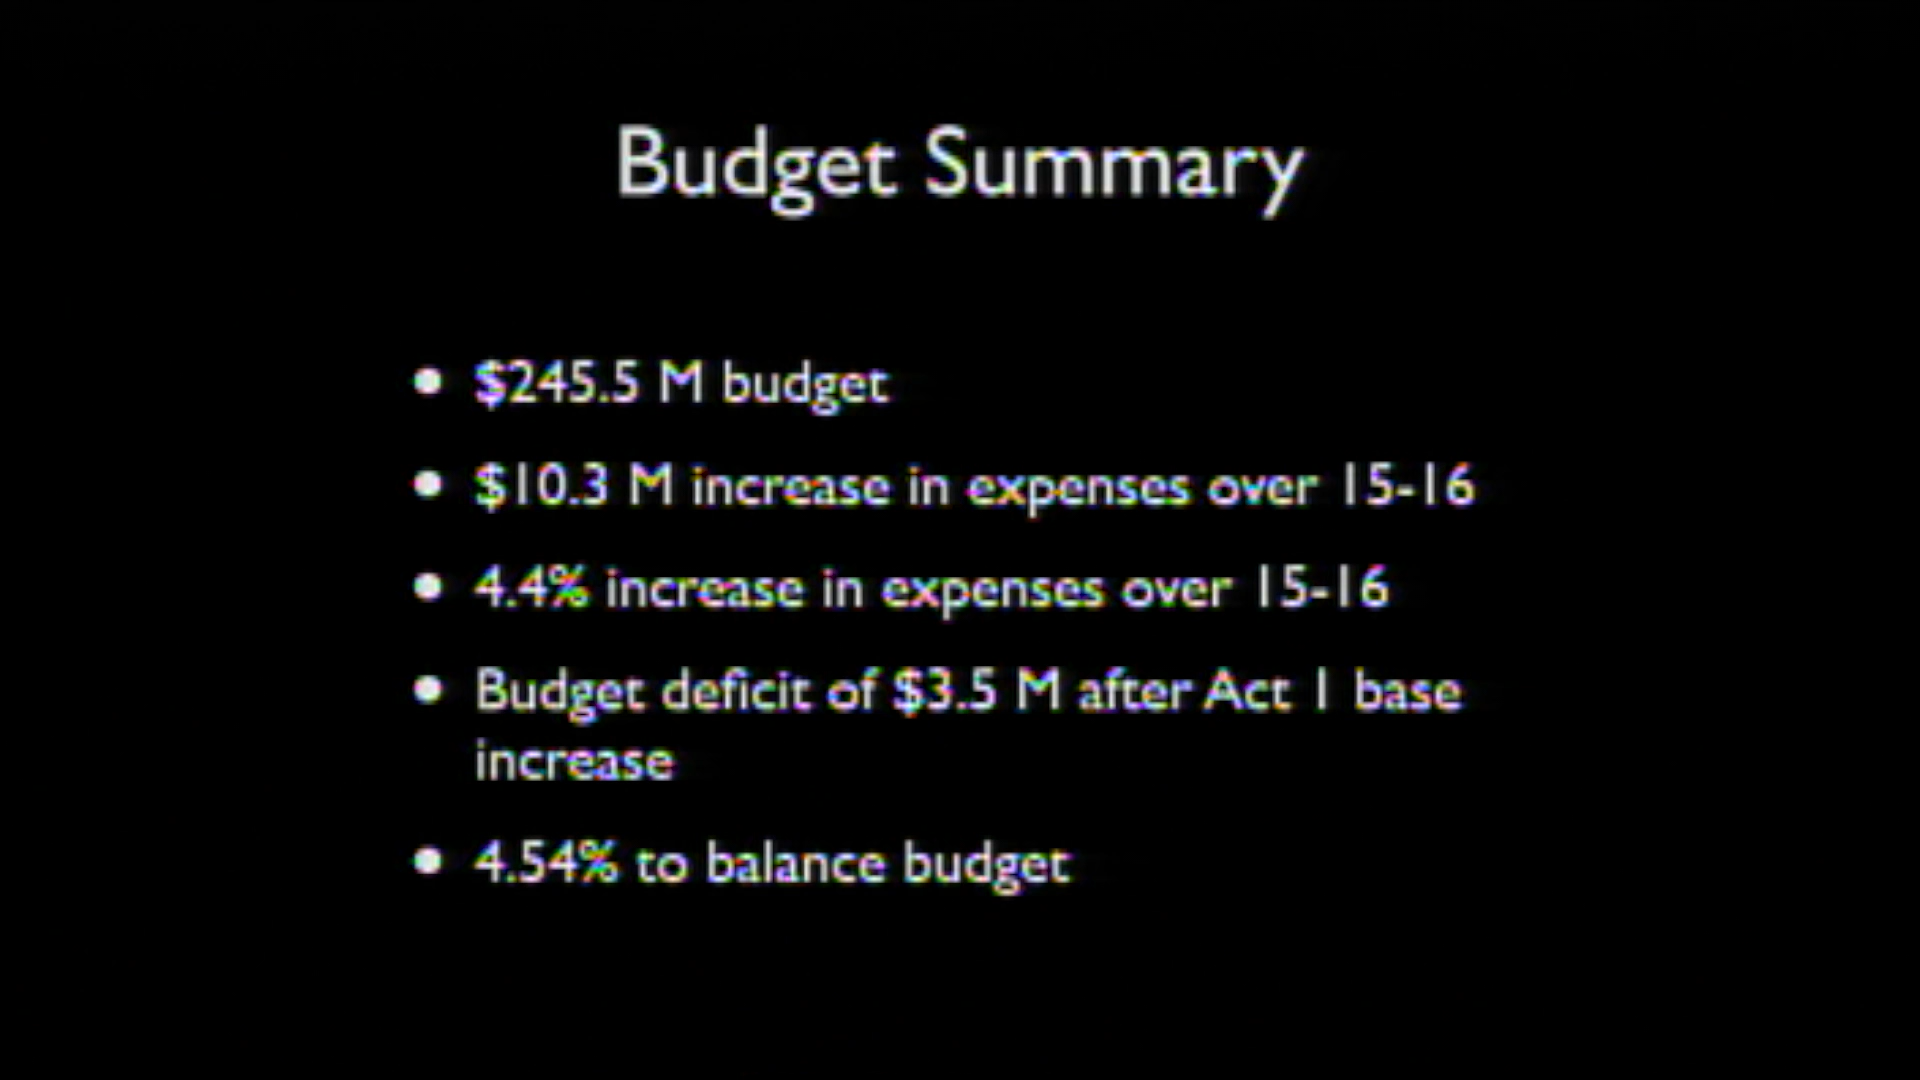 Budget Summary
• $245.5 M budget
• $10.3 M increase in expenses over 15-16
• 4.4% increase in expenses over 15-16
• Budget deficit of $3.5 M after Act 1 base
increase
• 4.54% to balance budget